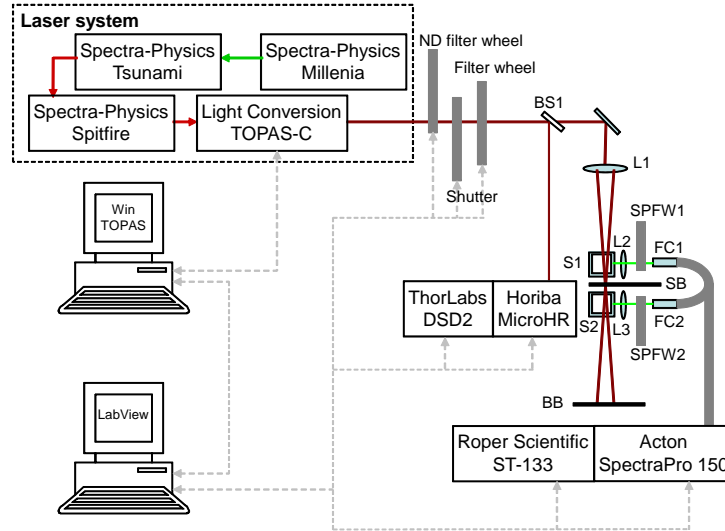 Laser system
Spectra-Physics
Tsunami
Spectra-Physics
Millenia
Spectra-Physics
Spitfire
Light Conversion
TOPAS-C
ND filter wheel
Filter wheel
Shutter
BS1
L1
SPFW1
L2
FC1
S1
SB
S2
L3
FC2
SPFW2
BB
Win
TOPAS
ThorLabs
DSD2
Horiba
MicroHR
LabView
Roper Scientific
ST-133
Acton
SpectraPro 150